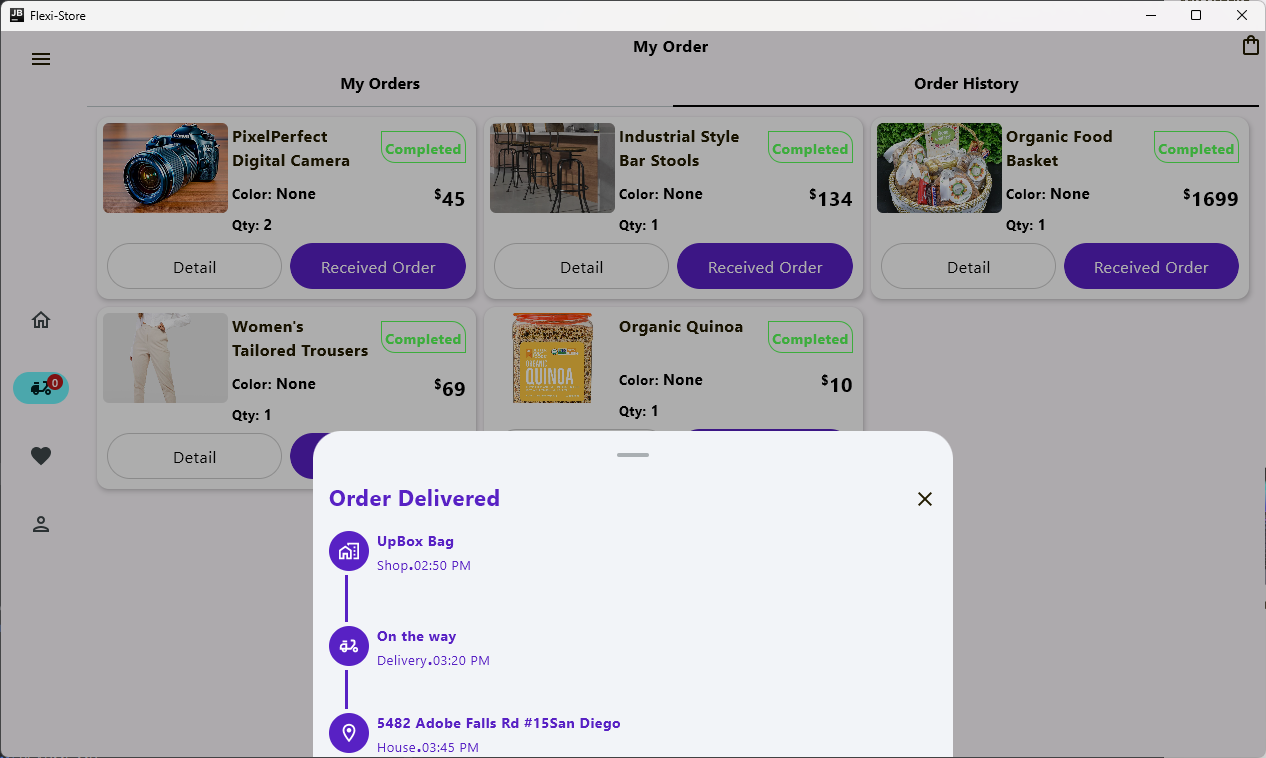 JB Flexi-Store
My Order
My Orders
Order History
PixelPerfect
Digital Camera
Completed
Color: None
$45
Qty: 2
Detail
Received Order
Industrial Style
Bar Stools
Completed
Color: None
$134
Qty: 1
Detail
Received Order
Organic Food
Basket
Completed
Color: None
$1699
Qty: 1
Detail
Received Order
0
Women's
Tailored Trousers
Completed
Color: None
$69
Qty: 1
Detail
ORGANIC
QUINOA
Organic Quinoa
Completed
Color: None
$10
Qty: 1
Order Delivered
UpBox Bag
Shop.02:50 PM
On the way
Delivery.03:20 PM
5482 Adobe Falls Rd #15San Diego
House.03:45 PM